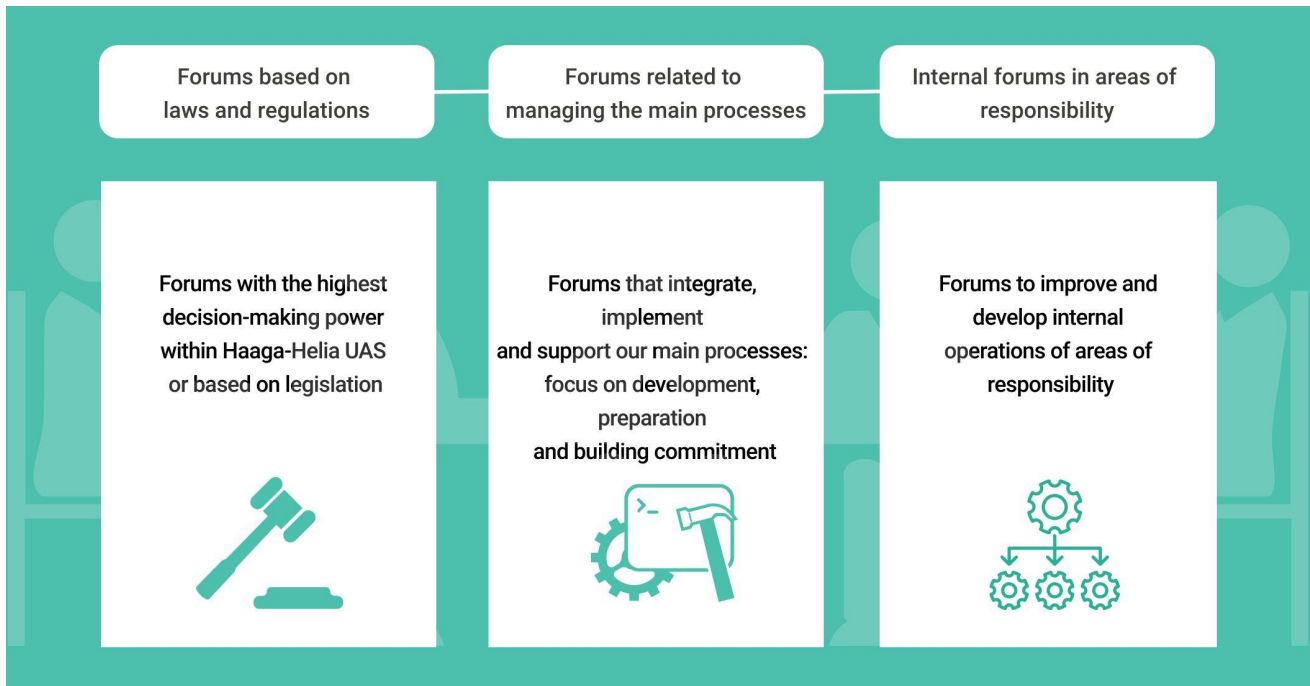 Forums based on
laws and regulations
Forums related to
managing the main processes
Internal forums in areas of
responsibility
Forums with the highest
decision-making power
within Haaga-Helia UAS
or based on legislation
Forums that integrate,
implement
and support our main processes:
focus on development,
preparation
and building commitment
>_
Forums to improve and
develop internal
operations of areas of
responsibility